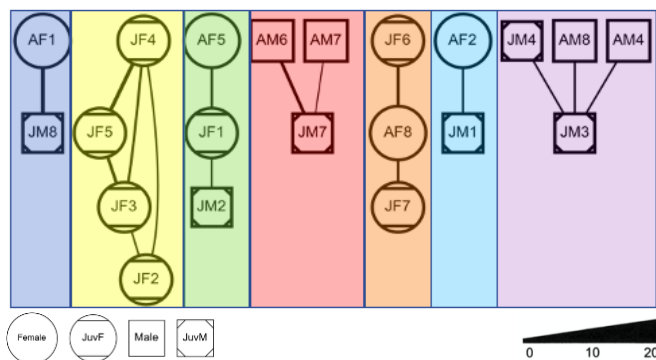 AF1 JF4 AF5 AM6 AM7 JF6 AF2 JM4 AM8 AM4
JM8 JF5 JF1 JM7 AF8 JM1 JM3
JF3 JM2 JF7
JF2
Female JuvF Male JuvM
0 10 20